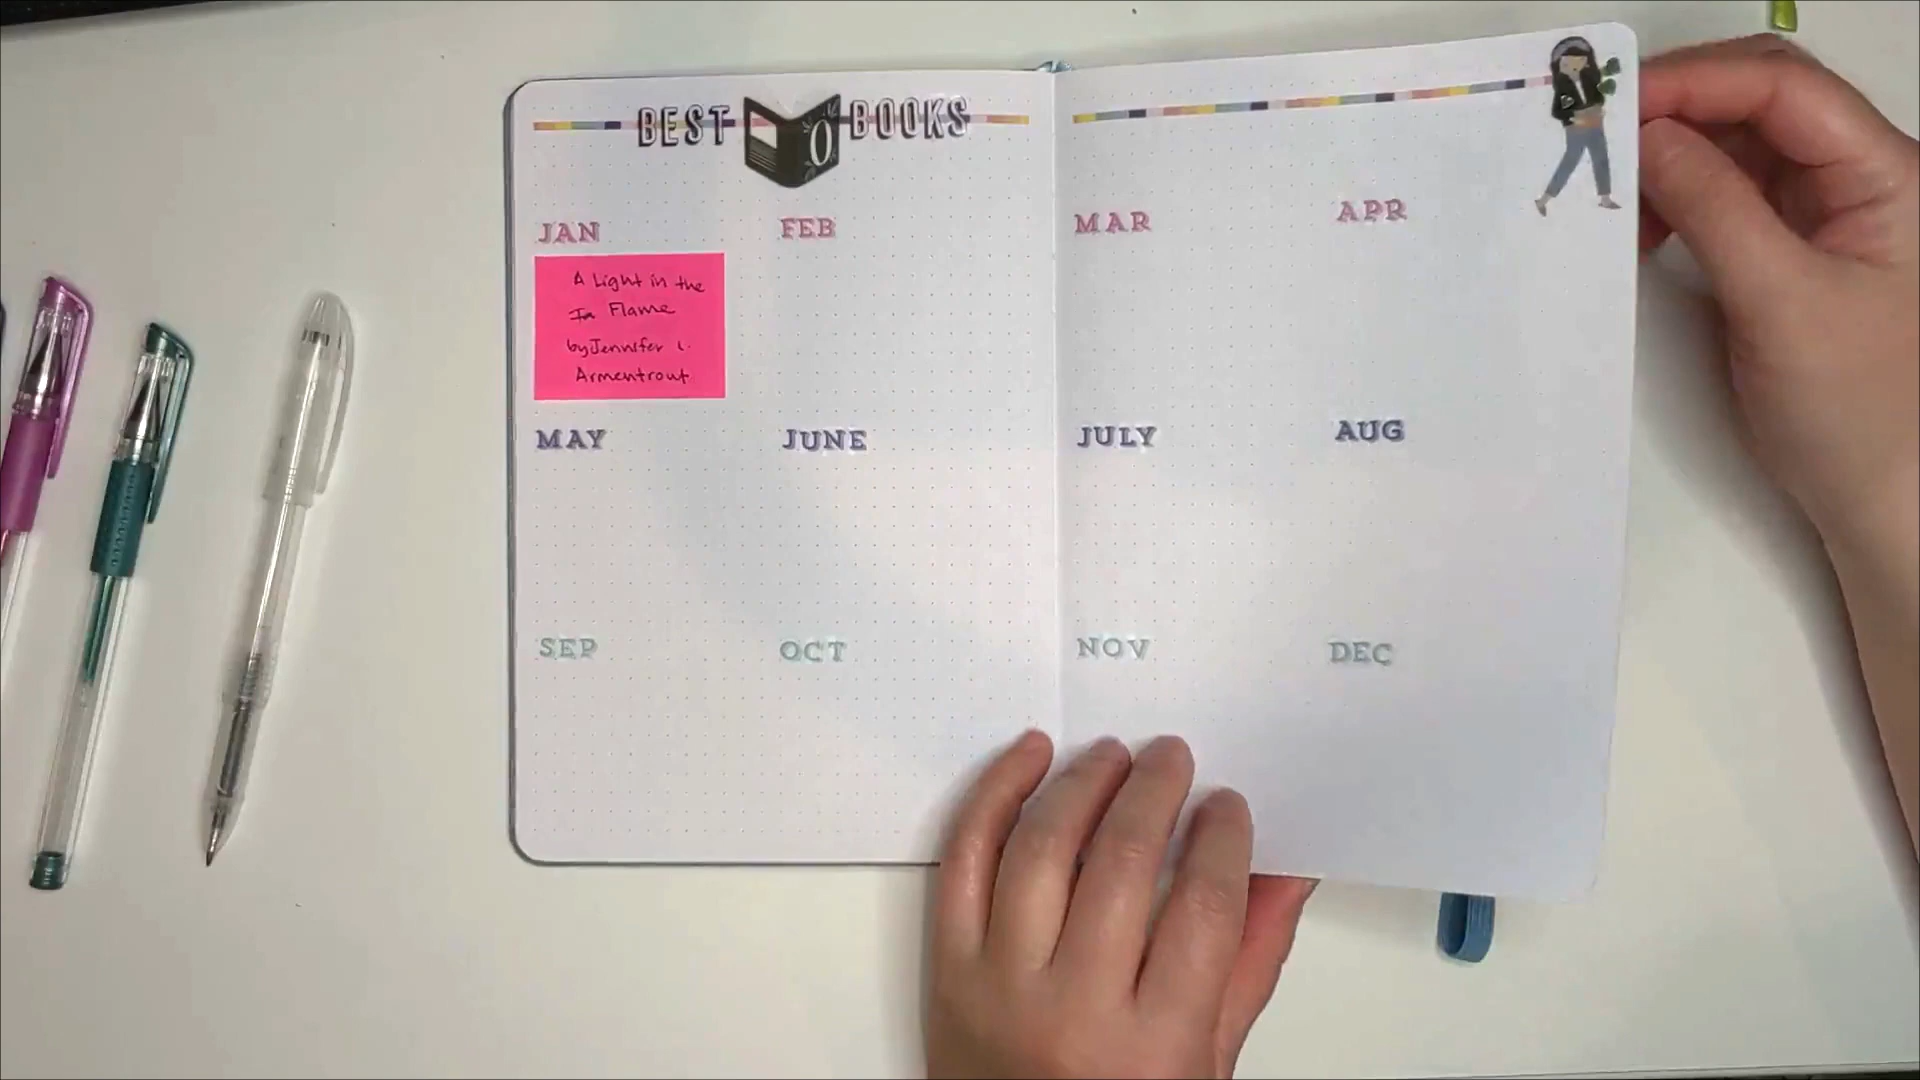 BEST BOOKS
JAN FEB MAR APR
A Light in the
In Flame
by Jennifer L.
Armentrout
MAY JUNE JULY AUG
SEP OCT NOV DEC